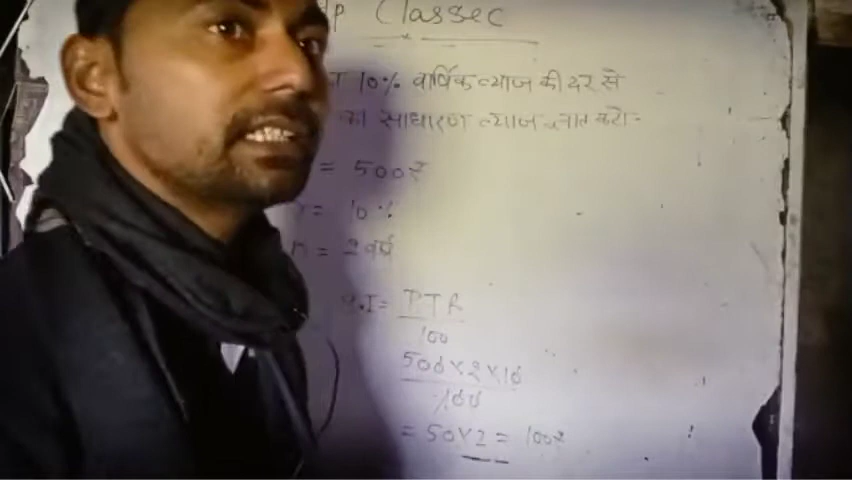 Classec
10% वार्षिक ब्याज की दर से
का साधारण ब्याज ज्ञात करो-
= 500₹
= 10%
n = 2 वर्ष
S.I = PTR
100
500×2×10
100
= 50×2 = 100₹